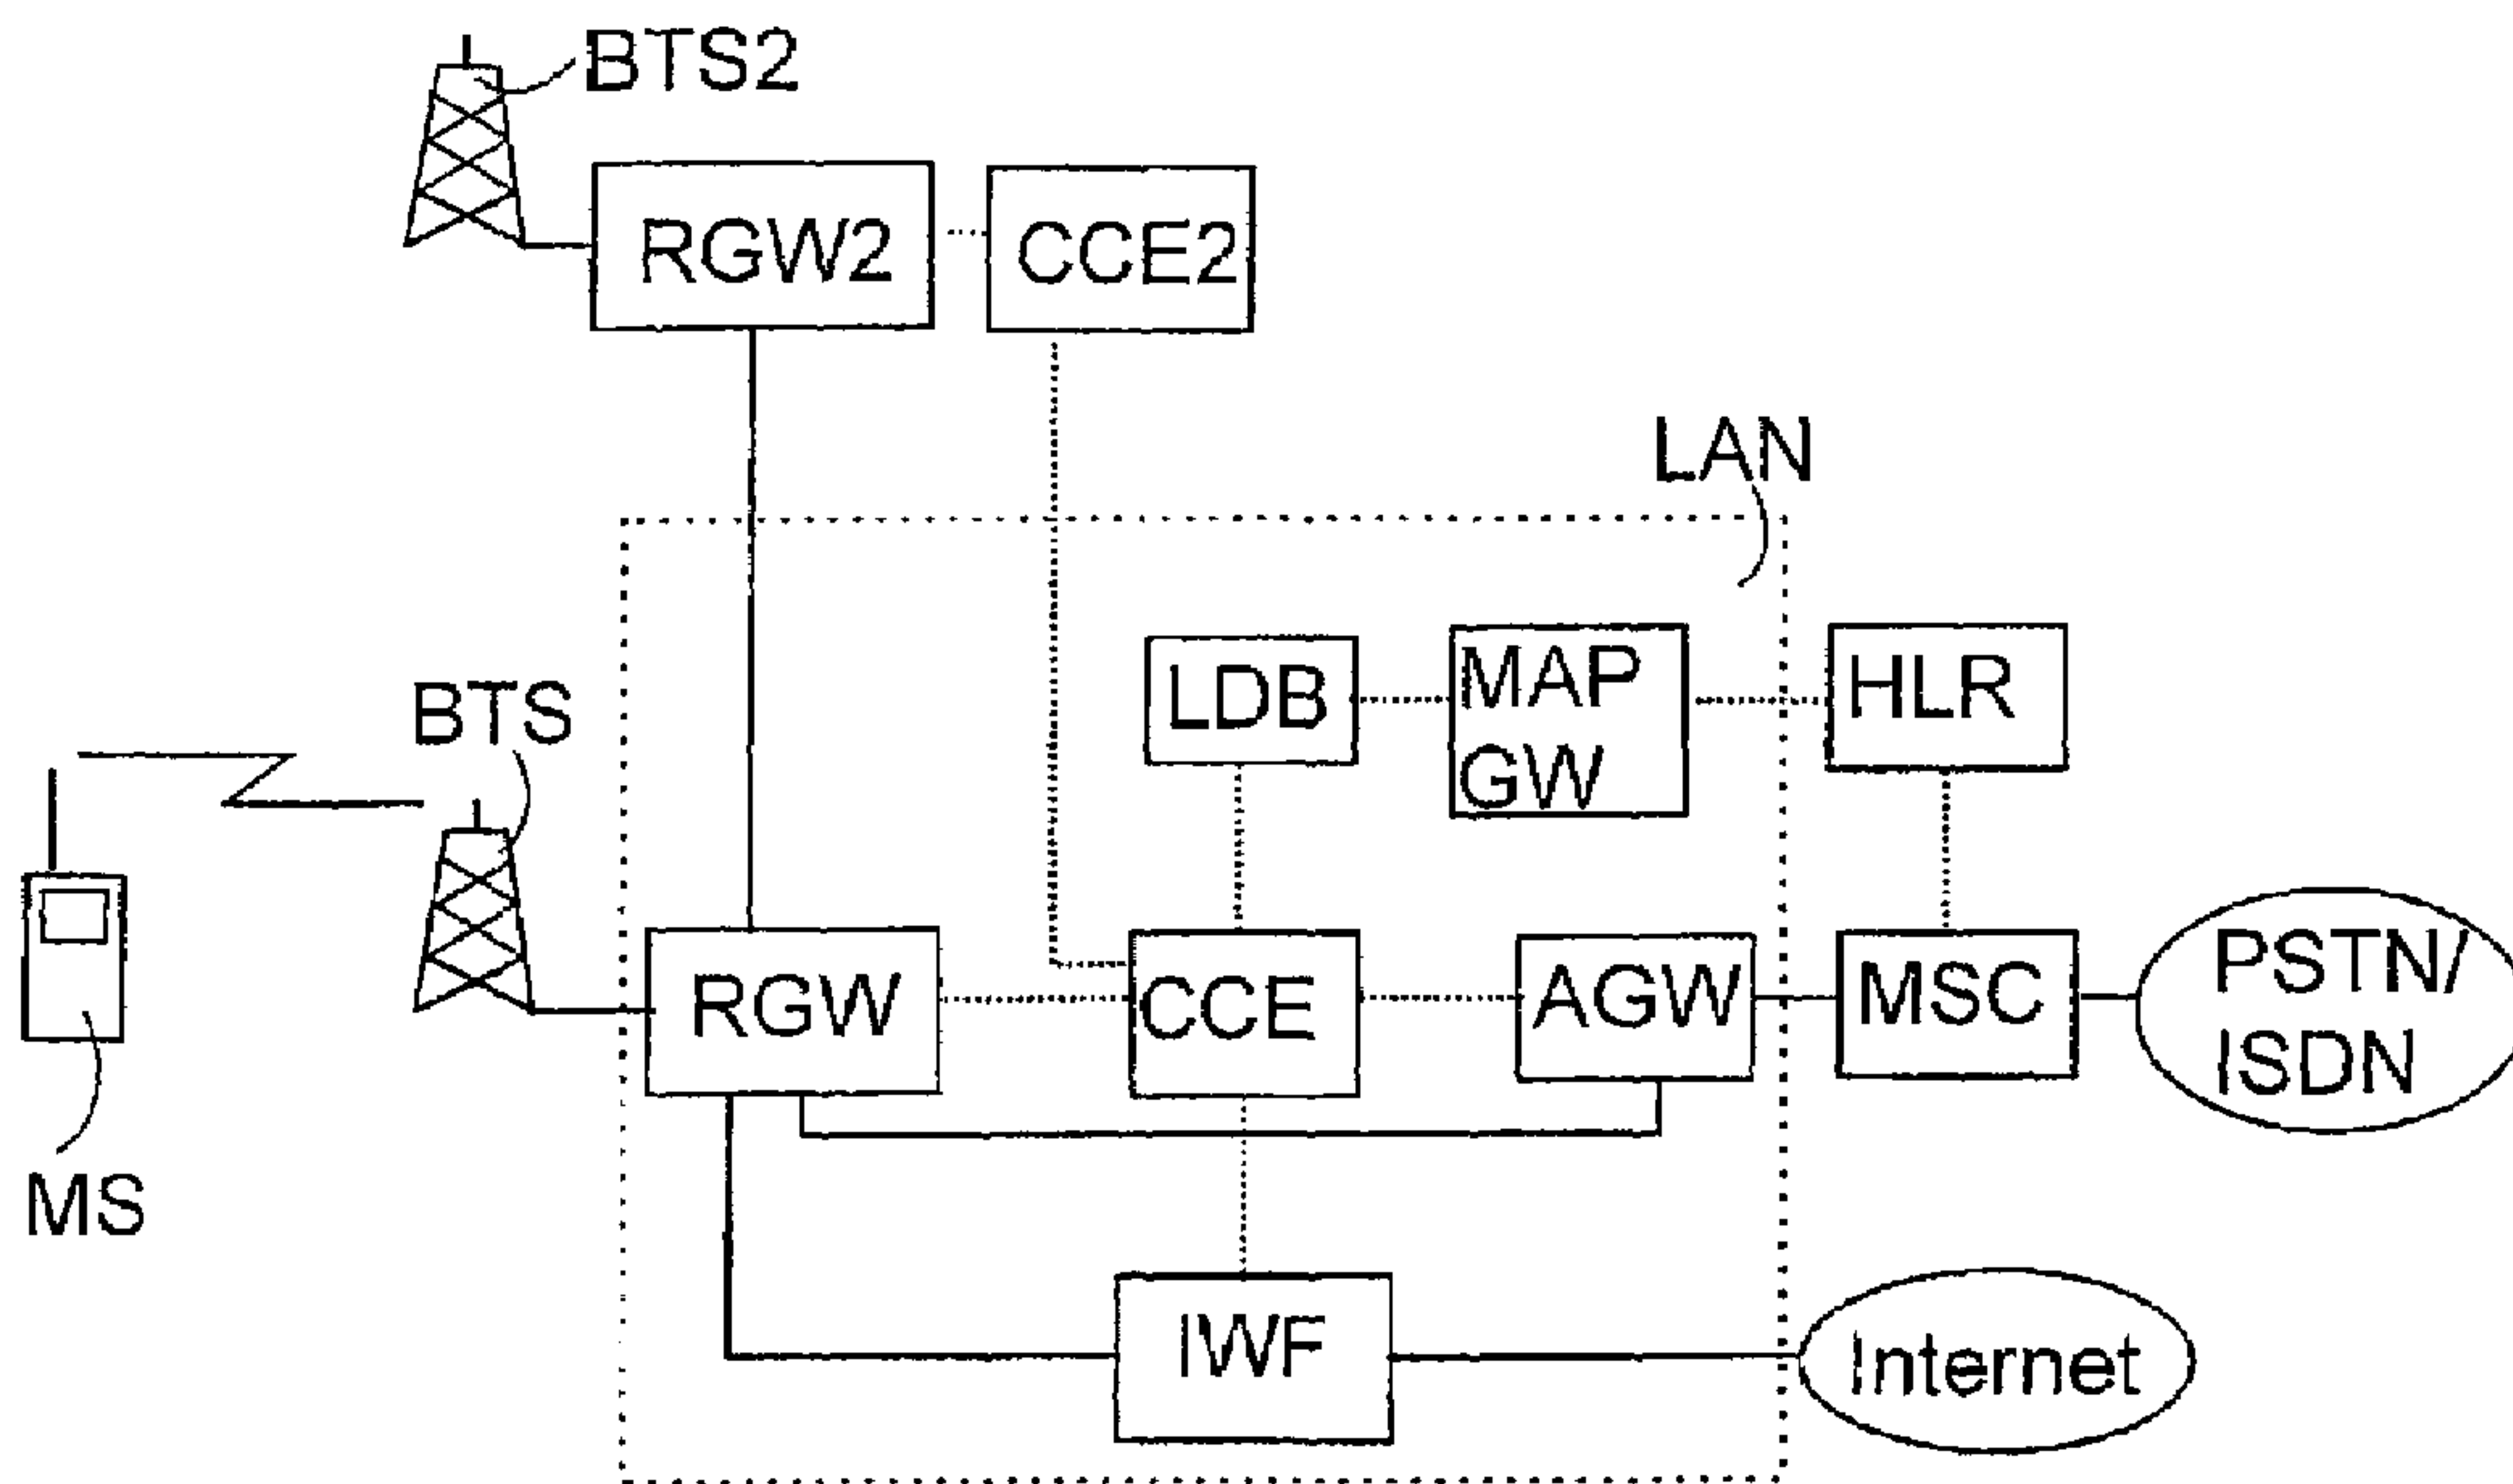 BTS2
RGW2
CCE2
LAN
LDB
MAP
GW
HLR
BTS
RGW
CCE
AGW
MSC
PSTN/
ISDN
MS
IWF
Internet